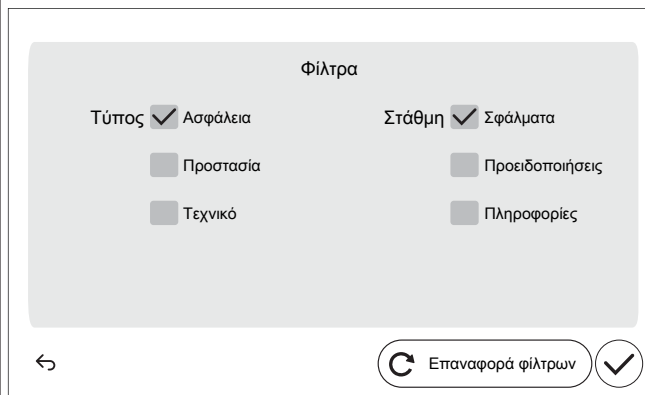 Φίλτρα
Τύπος Ασφάλεια Στάθμη Σφάλματα
Προστασία Προειδοποιήσεις
Τεχνικό Πληροφορίες
Επαναφορά φίλτρων